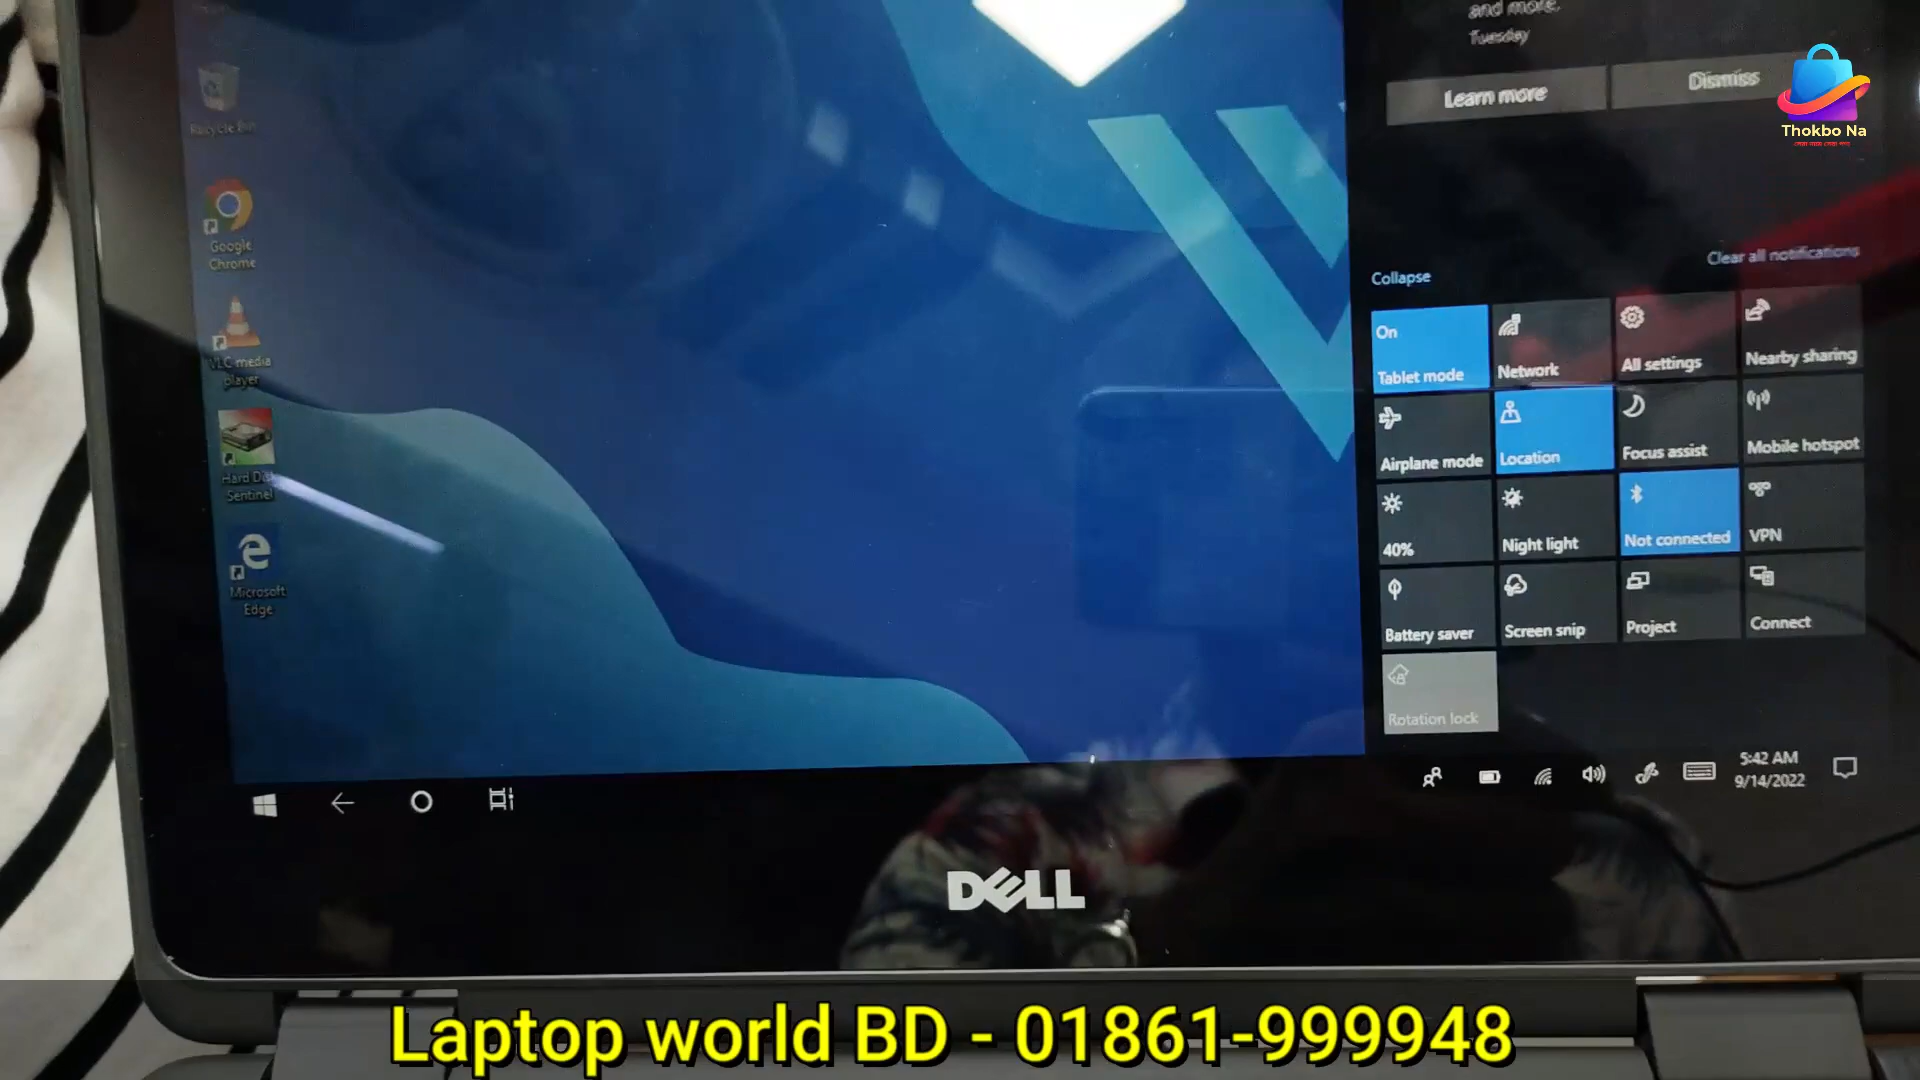 and more.
Tuesday
Learn more
Dismiss
Thokbo Na
Recycle Bin
Google
Chrome
VLC media
player
Hard Disk
Sentinel
Microsoft
Edge
Clear all notifications
Collapse
On
Tablet mode
Network
All settings
Nearby sharing
Airplane mode
Location
Focus assist
Mobile hotspot
40%
Night light
Not connected
VPN
Battery saver
Screen snip
Project
Connect
Rotation lock
5:42 AM
9/14/2022
DELL
Laptop world BD - 01861-999948